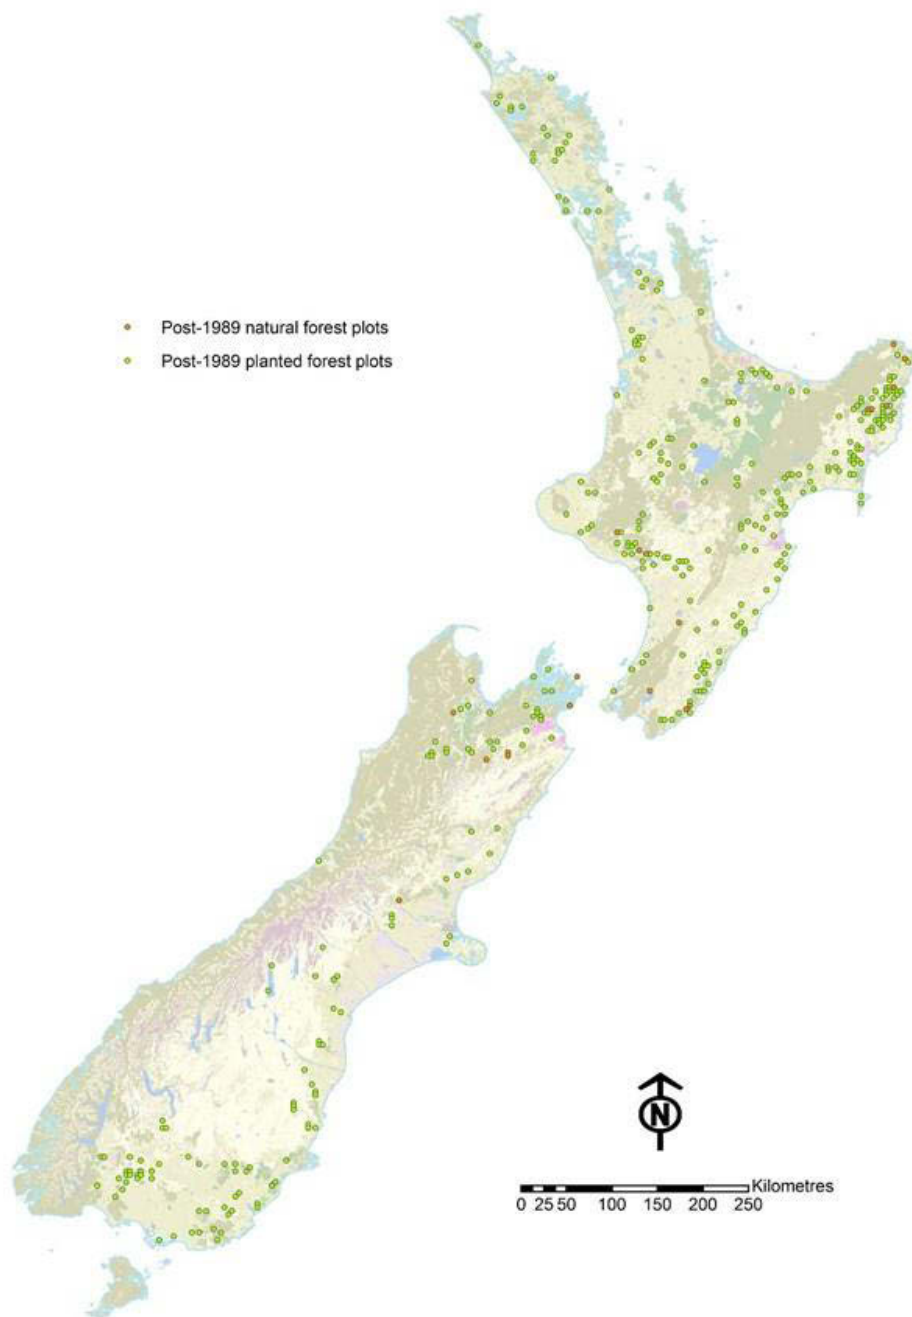 Post-1989 natural forest plots
Post-1989 planted forest plots
N
Kilometres
0 25 50 100 150 200 250